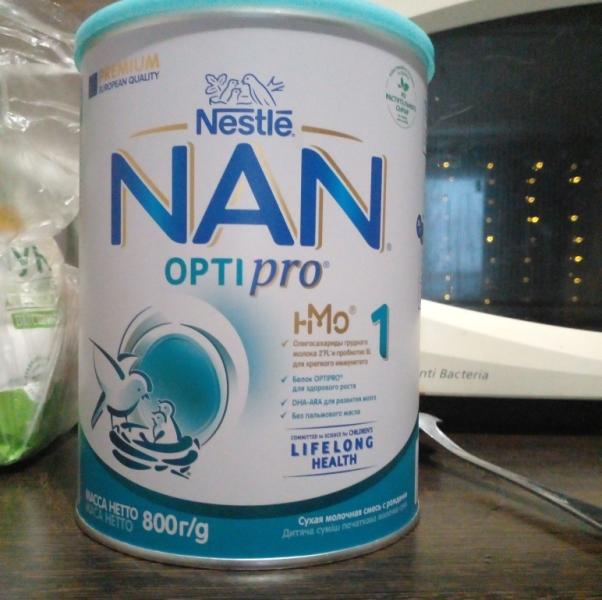 PREMIUM
EUROPEAN QUALITY
Nestlé
NAN
OPTIpro®
HMO® 1
Олигосахариды грудного
молока 2'FL и пробиотик BL
для крепкого иммунитета
Белок OPTIPRO®
для здорового роста
DHA-ARA для развития мозга
Без пальмового масла
COMMITTED to SCIENCE for CHILDREN'S
LIFELONG
HEALTH
МАССА НЕТТО
МАСА НЕТТО
800г/g
Сухая молочная смесь с рождения
Дитяча суміш початкова молочна суха
nti Bacteria